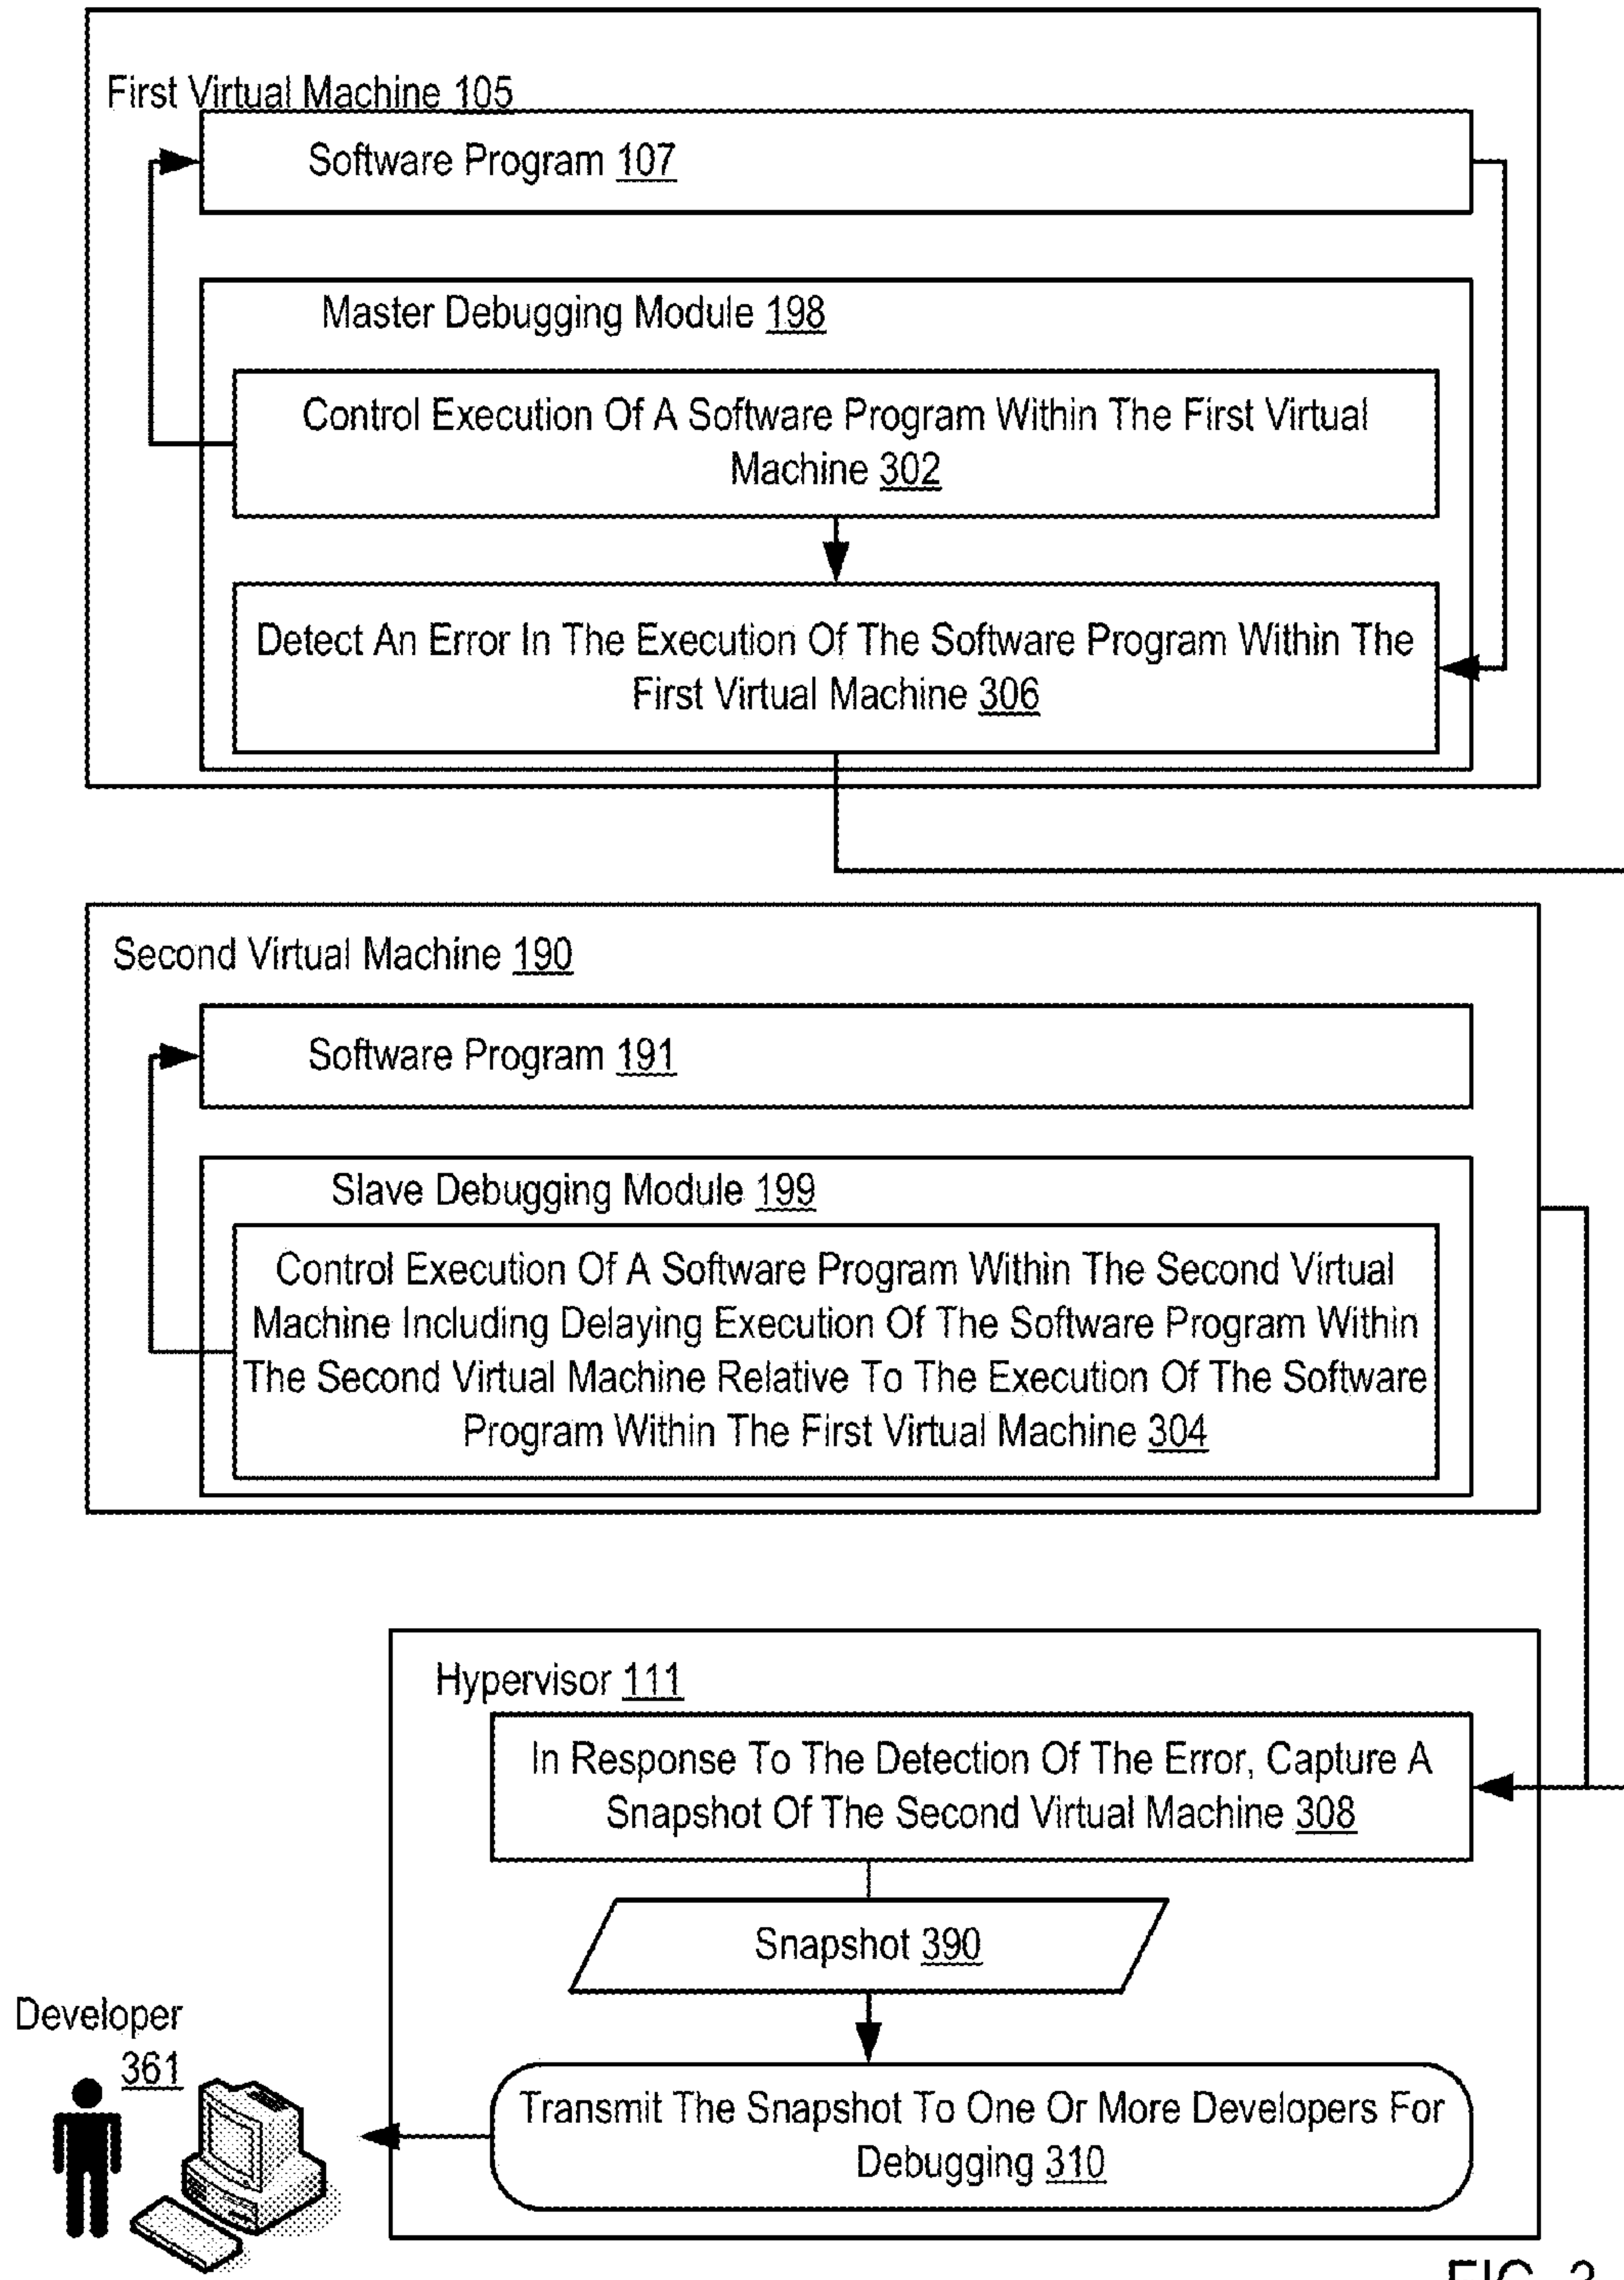 First Virtual Machine 105
Software Program 107
Master Debugging Module 198
Control Execution Of A Software Program Within The First Virtual
Machine 302
Detect An Error In The Execution Of The Software Program Within The
First Virtual Machine 306
Second Virtual Machine 190
Software Program 191
Slave Debugging Module 199
Control Execution Of A Software Program Within The Second Virtual
Machine Including Delaying Execution Of The Software Program Within
The Second Virtual Machine Relative To The Execution Of The Software
Program Within The First Virtual Machine 304
Hypervisor 111
In Response To The Detection Of The Error, Capture A
Snapshot Of The Second Virtual Machine 308
Snapshot 390
Developer
361
Transmit The Snapshot To One Or More Developers For
Debugging 310
FIG. 3